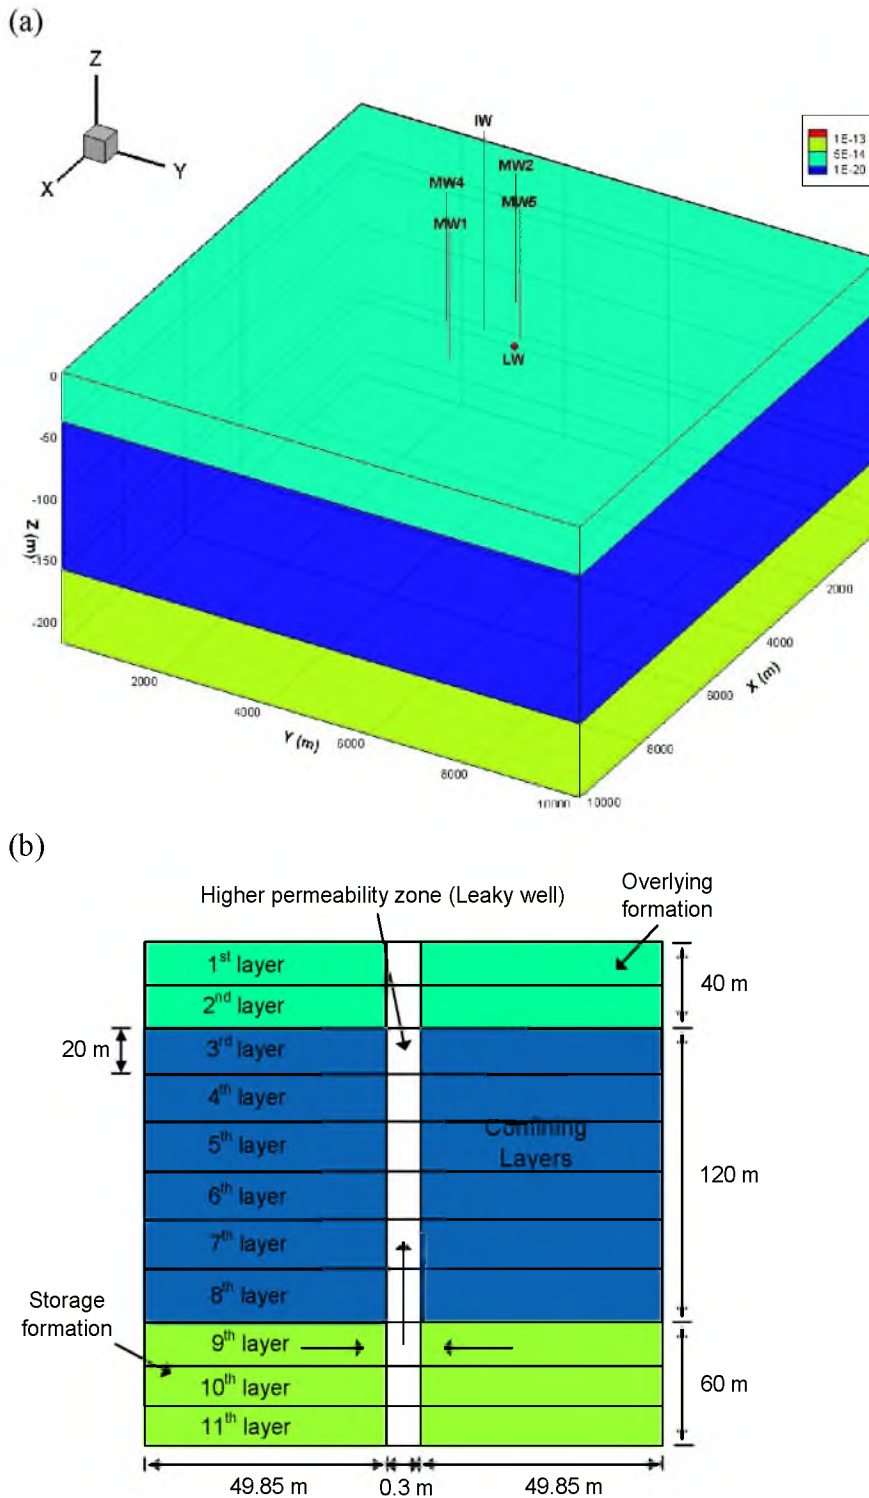 (a)
Z
X
Y
IW
MW2
MW4
MW5
MW1
LW
1E-13
5E-14
1E-20
0
-50
-100
-150
-200
Z (m)
2000
4000
6000
8000
10000
Y (m)
2000
4000
6000
8000
10000
X (m)
(b)
Higher permeability zone (Leaky well)
Overlying
formation
1st layer
2nd layer
40 m
20 m
3rd layer
4th layer
5th layer
Confining
Layers
6th layer
120 m
7th layer
8th layer
Storage
formation
9th layer
10th layer
60 m
11th layer
49.85 m
0.3 m
49.85 m